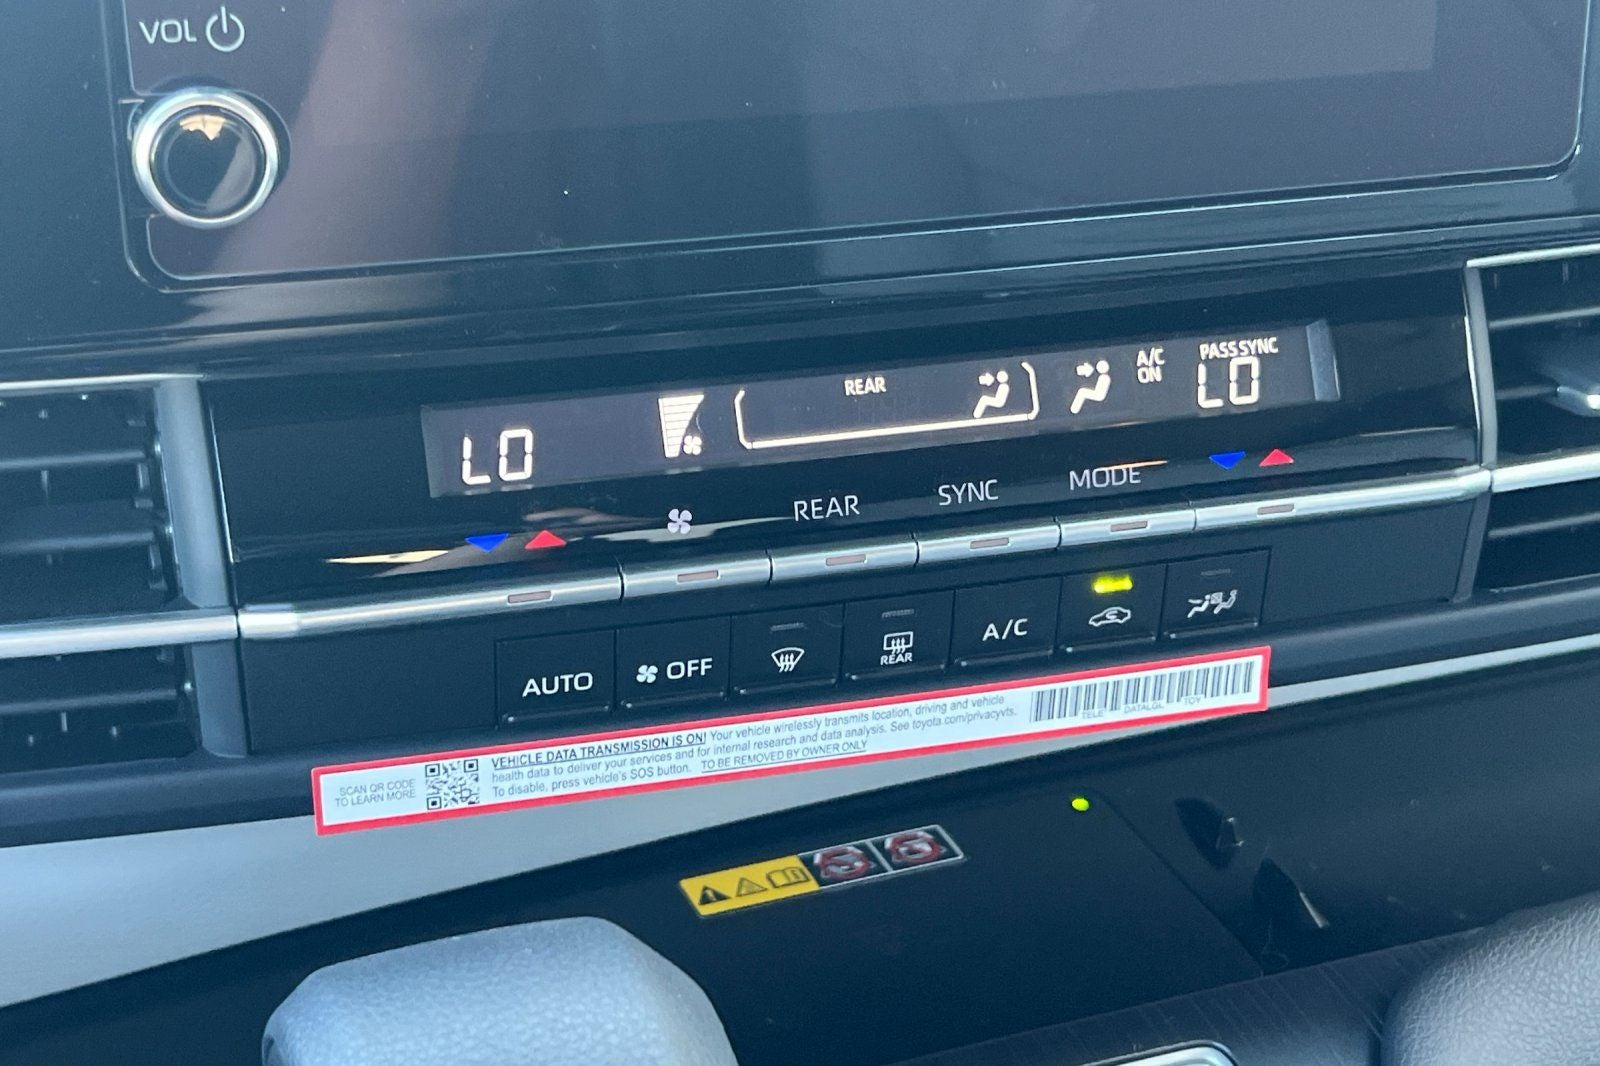 VOL
REAR
A/C
ON
PASS SYNC
LO
LO
REAR
SYNC
MODE
AUTO
OFF
REAR
A/C
SCAN QR CODE
TO LEARN MORE
VEHICLE DATA TRANSMISSION IS ON! Your vehicle wirelessly transmits location, driving and vehicle
health data to deliver your services and for internal research and data analysis. See toyota.com/privacyvts.
To disable, press vehicle's SOS button. TO BE REMOVED BY OWNER ONLY
TELE DATALGL TOY